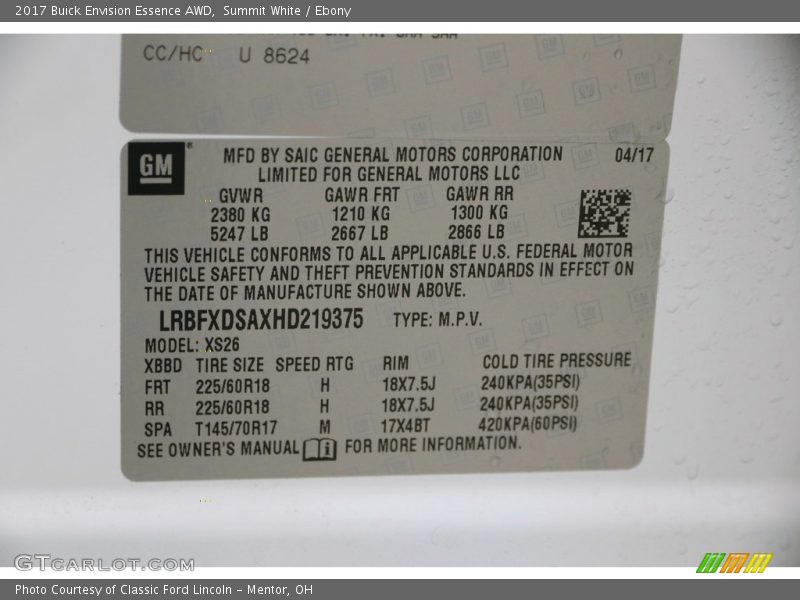 2017 Buick Envision Essence AWD, Summit White / Ebony
CC/HC U 8624
GM ® MFD BY SAIC GENERAL MOTORS CORPORATION 04/17
LIMITED FOR GENERAL MOTORS LLC
GVWR GAWR FRT GAWR RR
2380 KG 1210 KG 1300 KG
5247 LB 2667 LB 2866 LB
THIS VEHICLE CONFORMS TO ALL APPLICABLE U.S. FEDERAL MOTOR
VEHICLE SAFETY AND THEFT PREVENTION STANDARDS IN EFFECT ON
THE DATE OF MANUFACTURE SHOWN ABOVE.
LRBFXDSAXHD219375 TYPE: M.P.V.
MODEL: XS26
XBBD TIRE SIZE SPEED RTG RIM COLD TIRE PRESSURE
FRT 225/60R18 H 18X7.5J 240KPA(35PSI)
RR 225/60R18 H 18X7.5J 240KPA(35PSI)
SPA T145/70R17 M 17X4BT 420KPA(60PSI)
SEE OWNER'S MANUAL i FOR MORE INFORMATION.
GTCARLOT.COM
Photo Courtesy of Classic Ford Lincoln - Mentor, OH